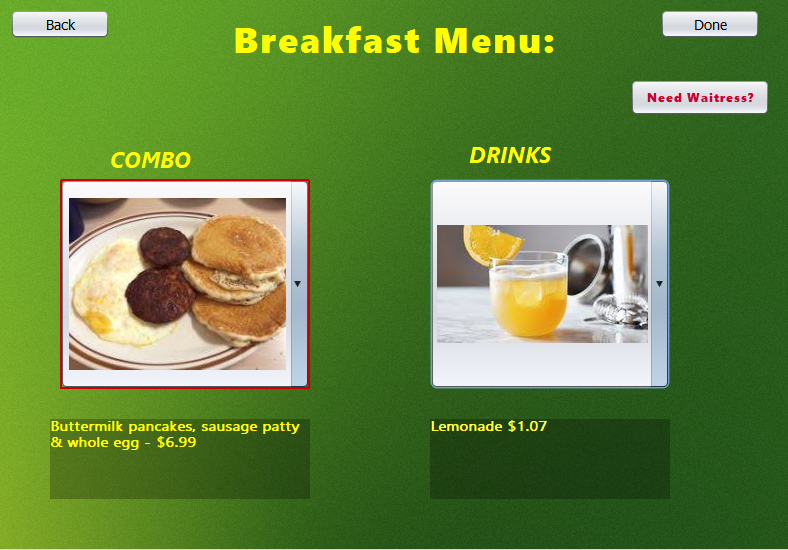 Back
Breakfast Menu:
Done
Need Waitress?
COMBO
DRINKS
Buttermilk pancakes, sausage patty
& whole egg - $6.99
Lemonade $1.07